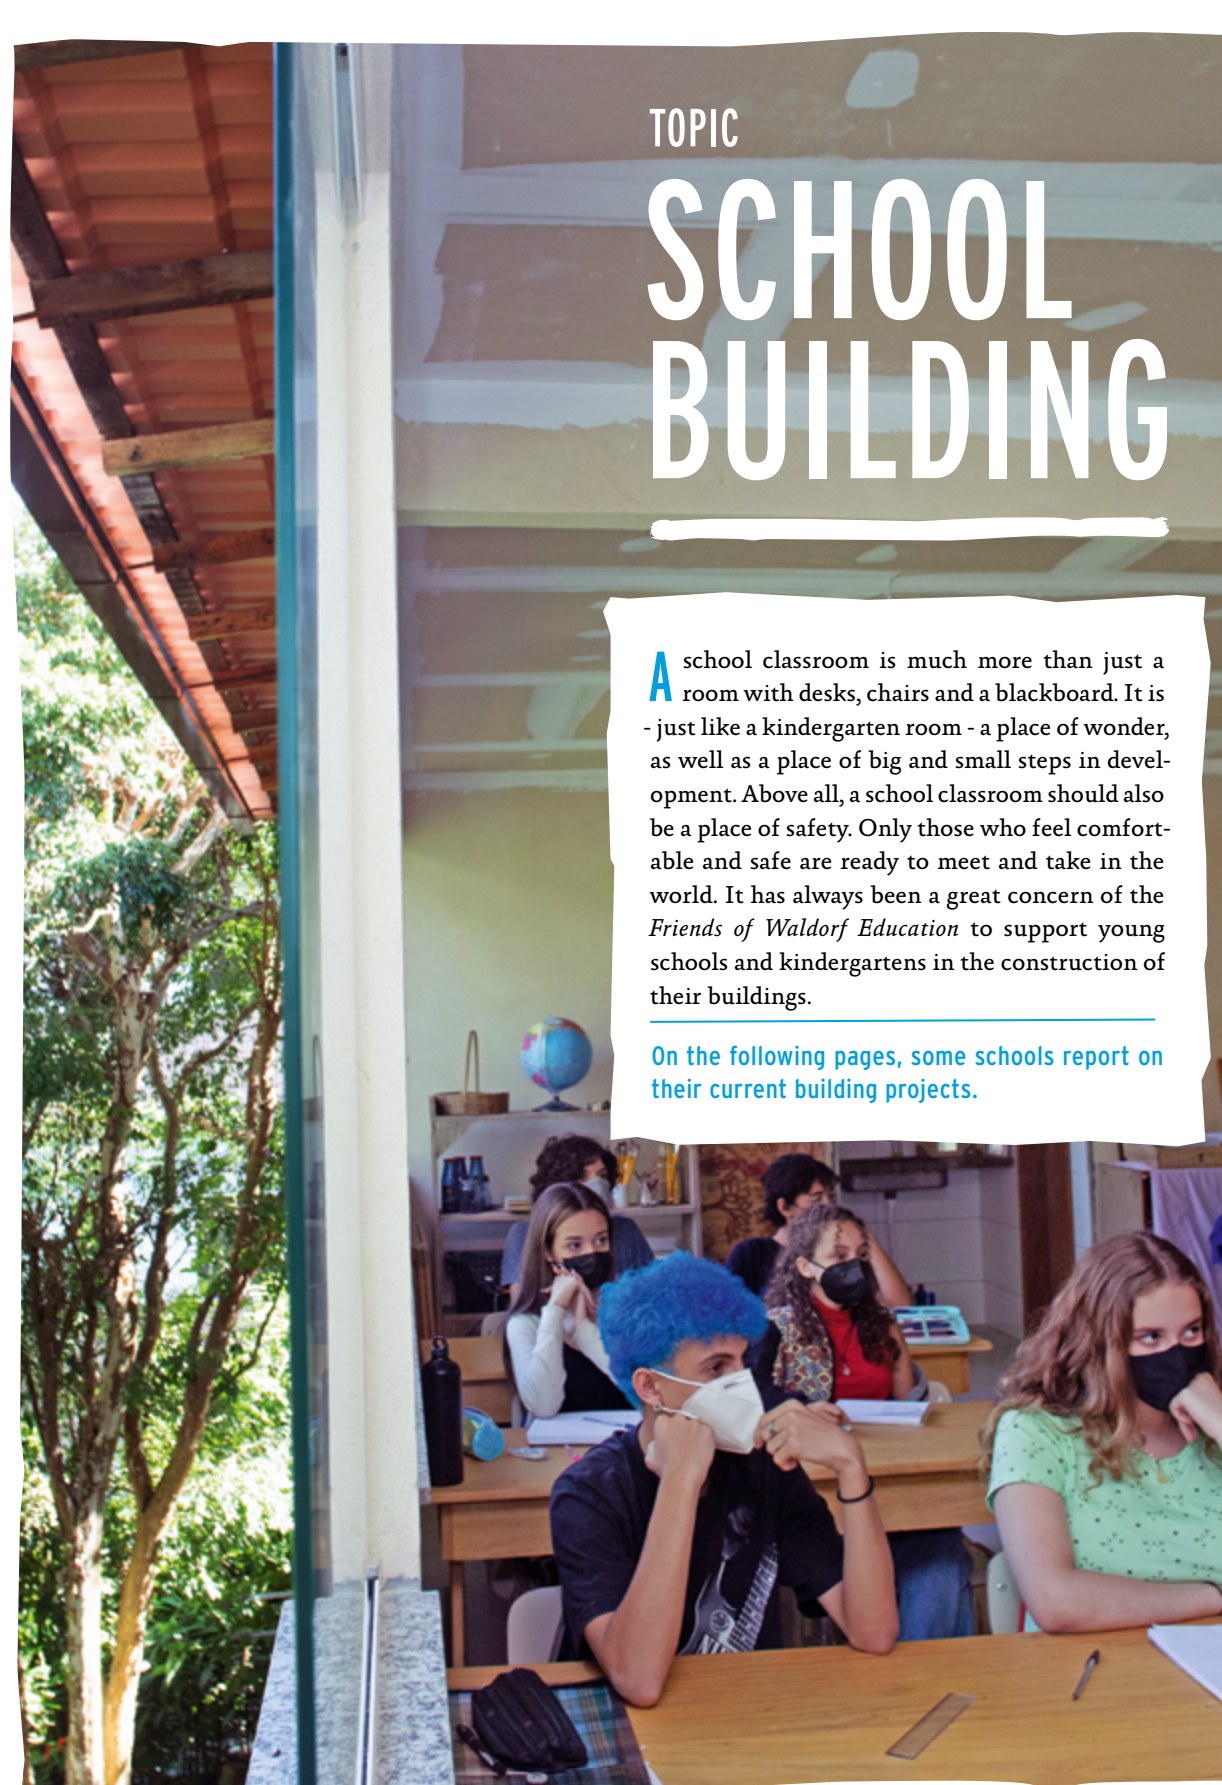 TOPIC
SCHOOL
BUILDING
A school classroom is much more than just a
room with desks, chairs and a blackboard. It is
- just like a kindergarten room - a place of wonder,
as well as a place of big and small steps in devel-
opment. Above all, a school classroom should also
be a place of safety. Only those who feel comfort-
able and safe are ready to meet and take in the
world. It has always been a great concern of the
Friends of Waldorf Education to support young
schools and kindergartens in the construction of
their buildings.
On the following pages, some schools report on
their current building projects.